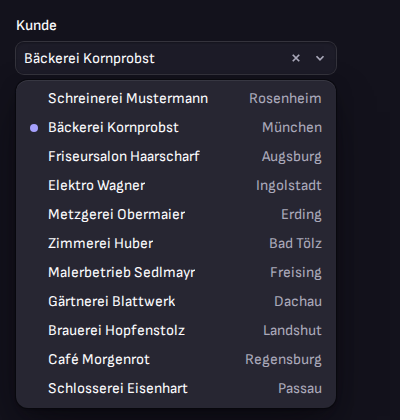 Kunde
Bäckerei Kornprobst
Schreinerei Mustermann Rosenheim
Bäckerei Kornprobst München
Friseursalon Haarscharf Augsburg
Elektro Wagner Ingolstadt
Metzgerei Obermaier Erding
Zimmerei Huber Bad Tölz
Malerbetrieb Sedlmayr Freising
Gärtnerei Blattwerk Dachau
Brauerei Hopfenstolz Landshut
Café Morgenrot Regensburg
Schlosserei Eisenhart Passau